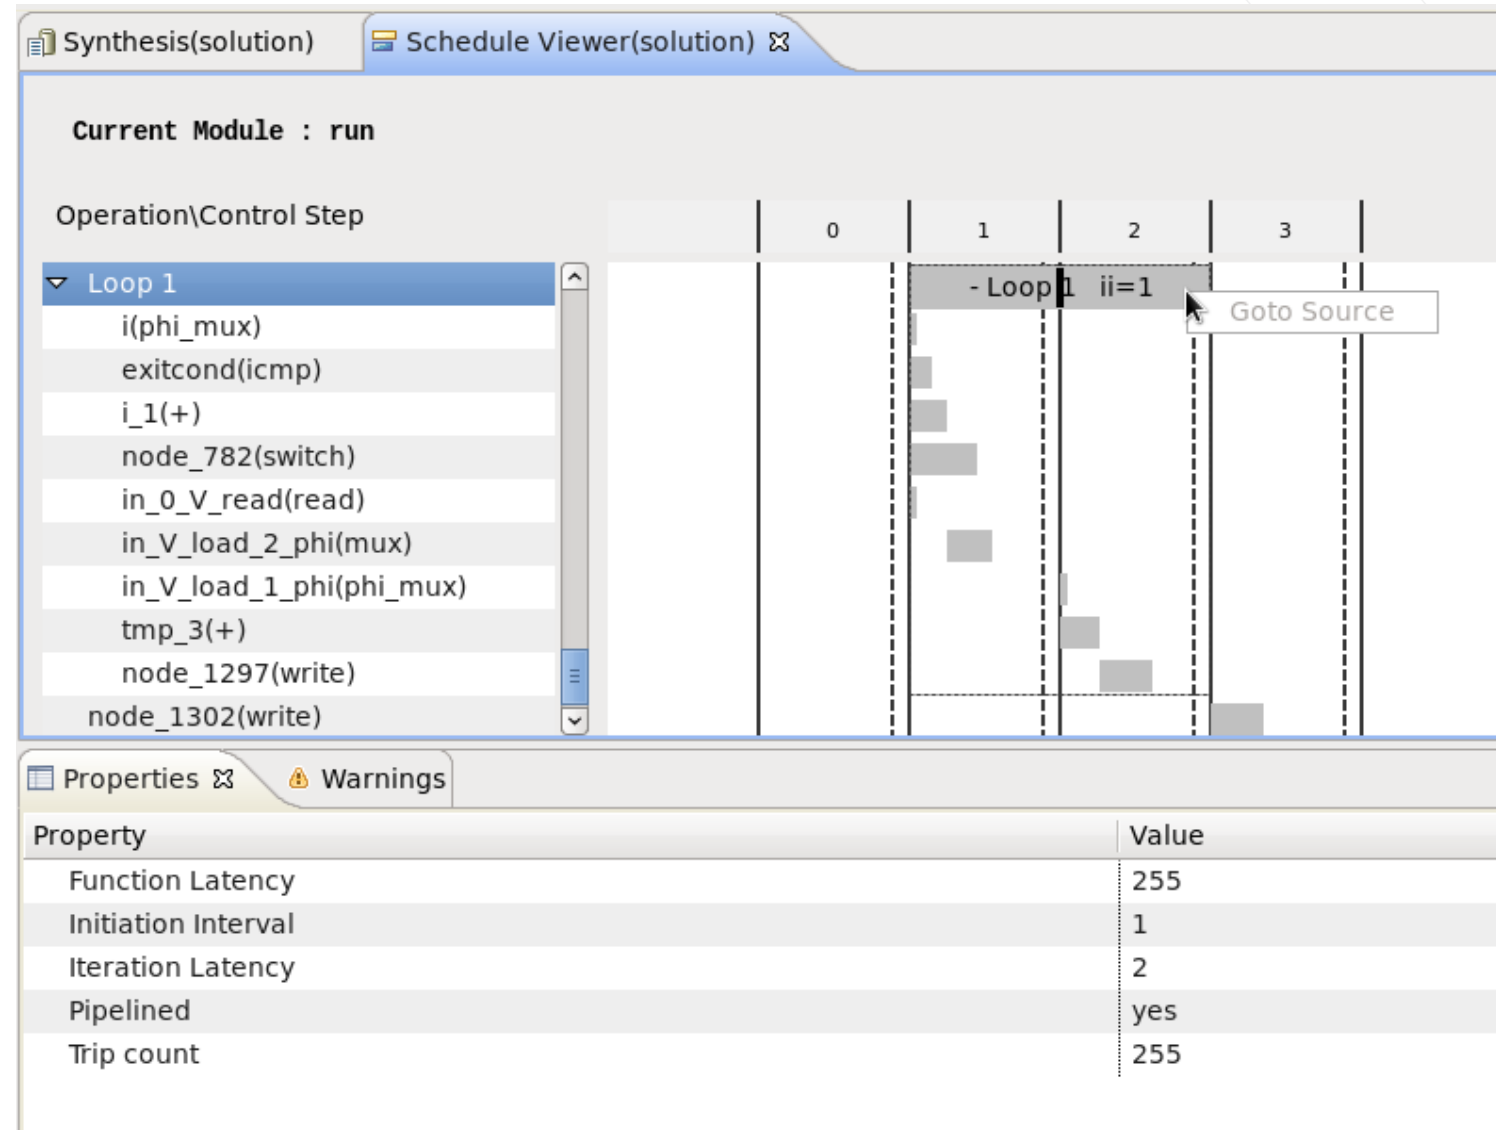 Synthesis(solution) Schedule Viewer(solution)
Current Module : run
Operation\Control Step 0 1 2 3
Loop 1 - Loop 1 ii=1
Goto Source
i(phi_mux)
exitcond(icmp)
i_1(+)
node_782(switch)
in_0_V_read(read)
in_V_load_2_phi(mux)
in_V_load_1_phi(phi_mux)
tmp_3(+)
node_1297(write)
node_1302(write)
Properties Warnings
Property Value
Function Latency 255
Initiation Interval 1
Iteration Latency 2
Pipelined yes
Trip count 255